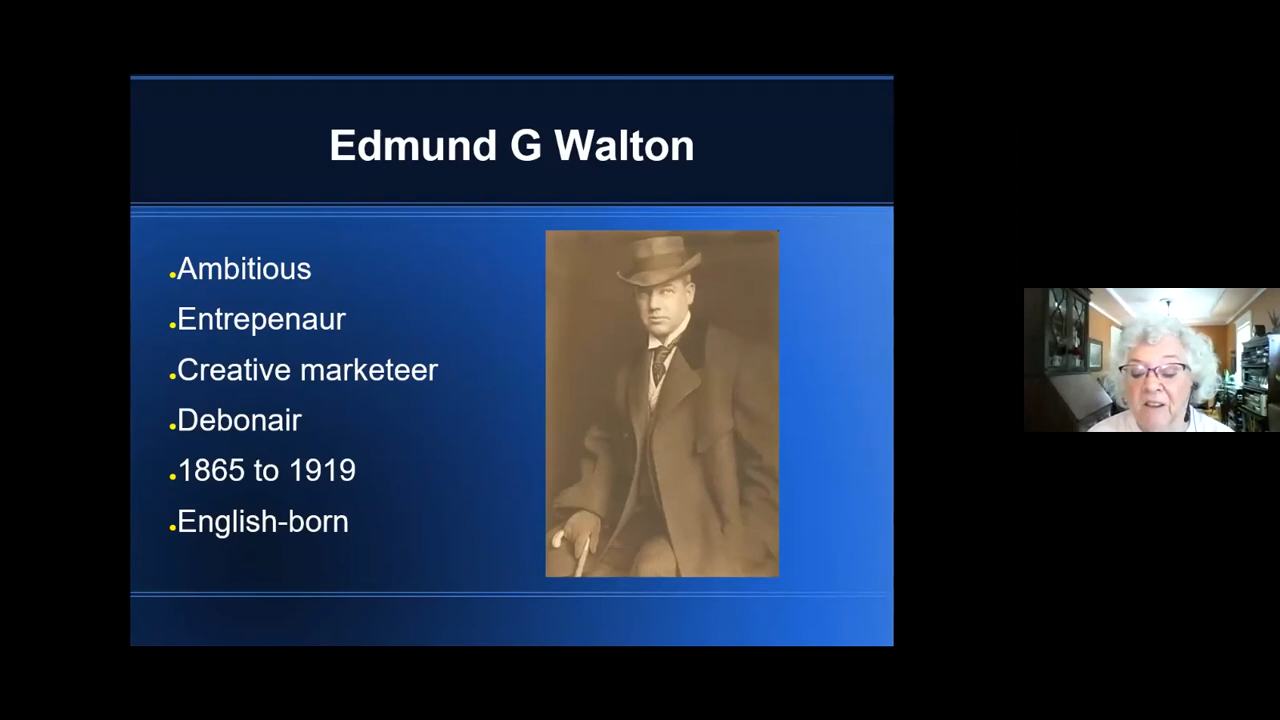 Edmund G Walton
Ambitious
Entrepenaur
Creative marketeer
Debonair
1865 to 1919
English-born